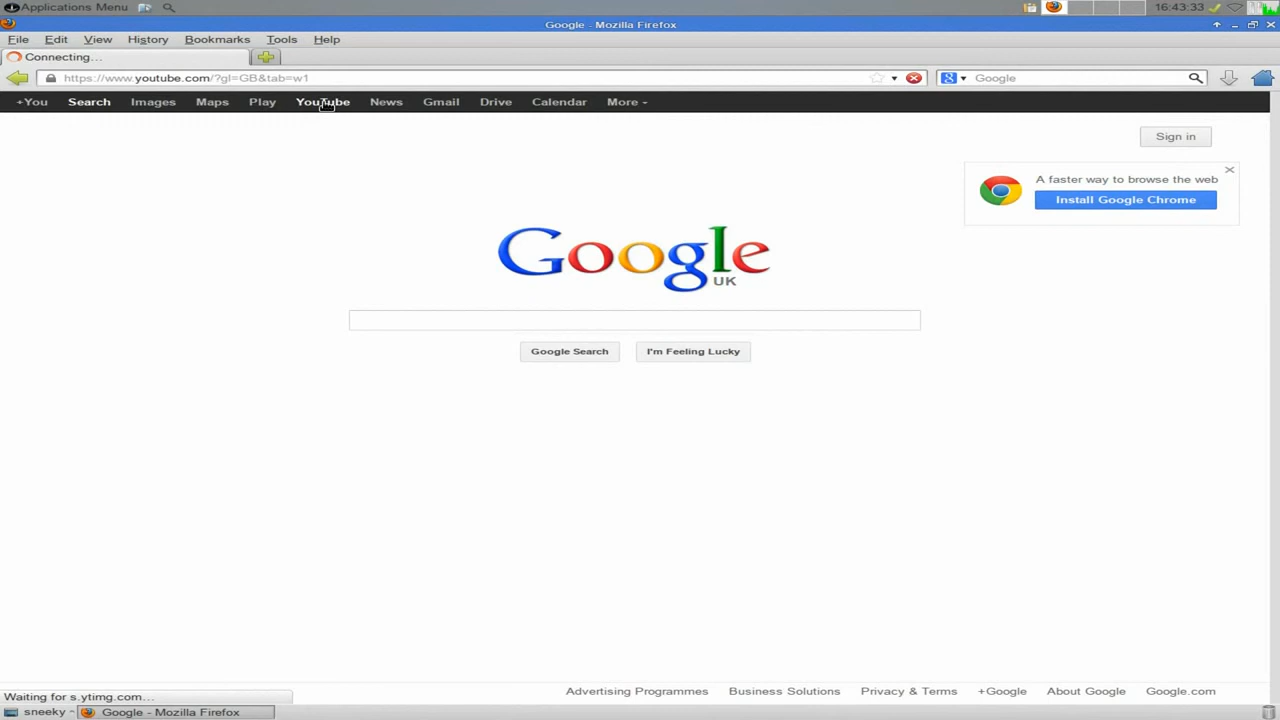 Applications Menu
16:43:33
Google - Mozilla Firefox
File Edit View History Bookmarks Tools Help
Connecting...
https://www.youtube.com/?gl=GB&tab=w1
Google
+You Search Images Maps Play YouTube News Gmail Drive Calendar More
Sign in
A faster way to browse the web
Install Google Chrome
Google
UK
Google Search I'm Feeling Lucky
Advertising Programmes Business Solutions Privacy & Terms +Google About Google Google.com
Waiting for s.ytimg.com...
sneeky Google - Mozilla Firefox